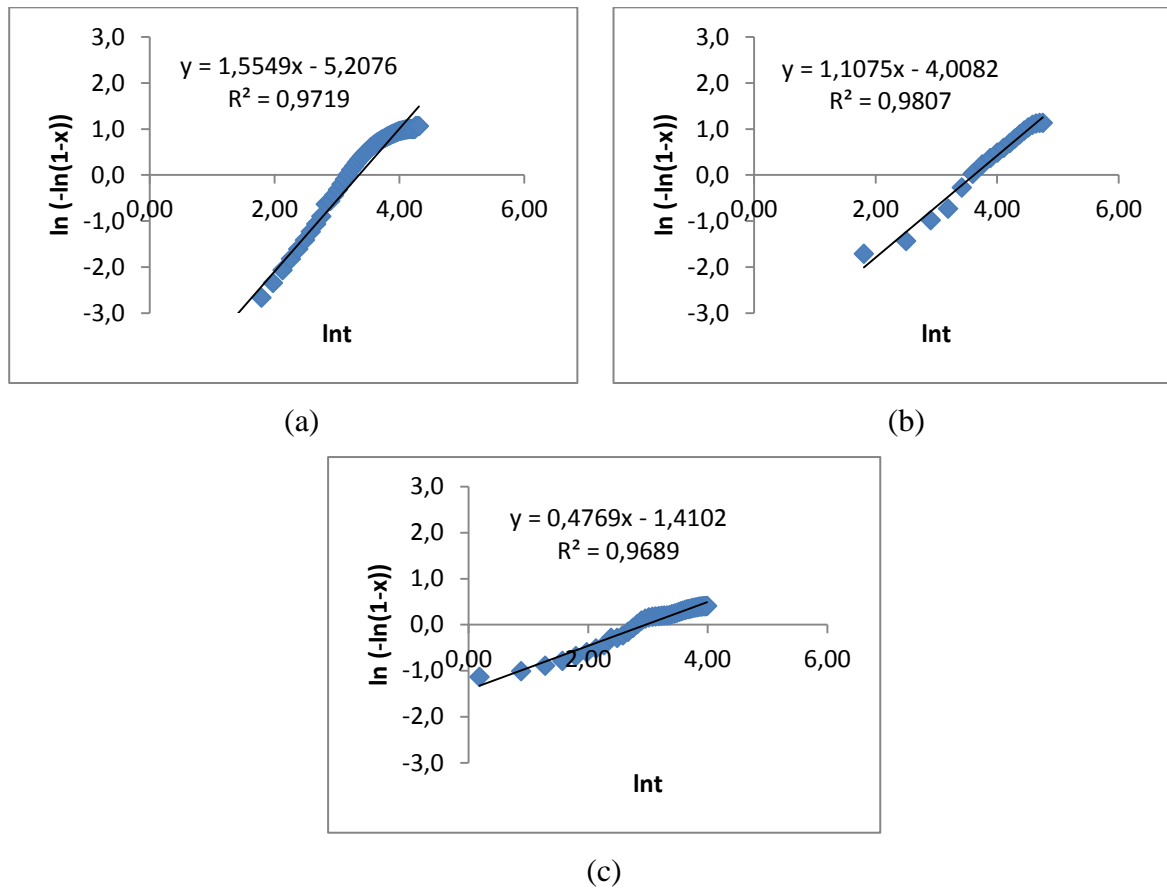 3,0
2,0
1,0
0,0
-1,0
-2,0
-3,0
0,00 2,00 4,00 6,00
ln (-ln(1-x))
lnt
y = 1,5549x - 5,2076
R² = 0,9719
(a)
3,0
2,0
1,0
0,0
-1,0
-2,0
-3,0
0,00 2,00 4,00 6,00
ln (-ln(1-x))
lnt
y = 1,1075x - 4,0082
R² = 0,9807
(b)
3,0
2,0
1,0
0,0
-1,0
-2,0
-3,0
0,00 2,00 4,00 6,00
ln (-ln(1-x))
lnt
y = 0,4769x - 1,4102
R² = 0,9689
(c)